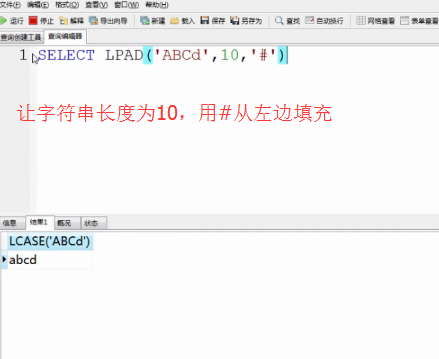 文件(F) 编辑(E) 格式(O) 查看(V) 窗口(W) 帮助(H)
运行 停止 解释 导出向导 新建 载入 保存 另存为 查找 自动换行 网格查看 表单查看
查询创建工具 查询编辑器
1 SELECT LPAD('ABCd',10,'#')
让字符串长度为10，用#从左边填充
信息 结果1 概况 状态
LCASE('ABCd')
abcd